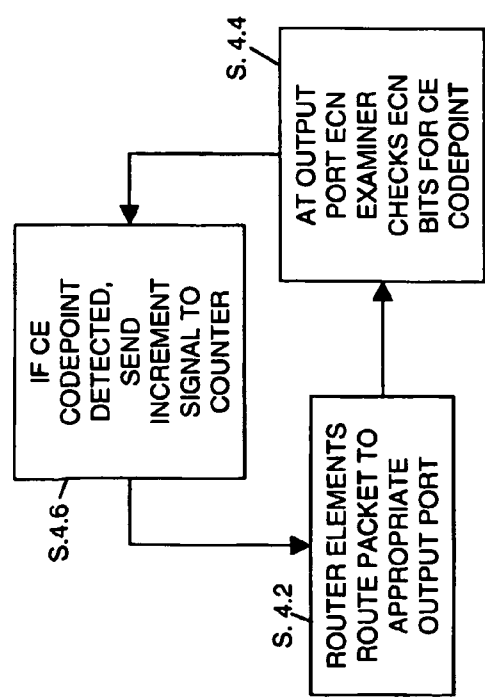 S. 4.2
ROUTER ELEMENTS
ROUTE PACKET TO
APPROPRIATE
OUTPUT PORT
S. 4.4
AT OUTPUT
PORT ECN
EXAMINER
CHECKS ECN
BITS FOR CE
CODEPOINT
S.4.6
IF CE
CODEPOINT
DETECTED,
SEND
INCREMENT
SIGNAL TO
COUNTER